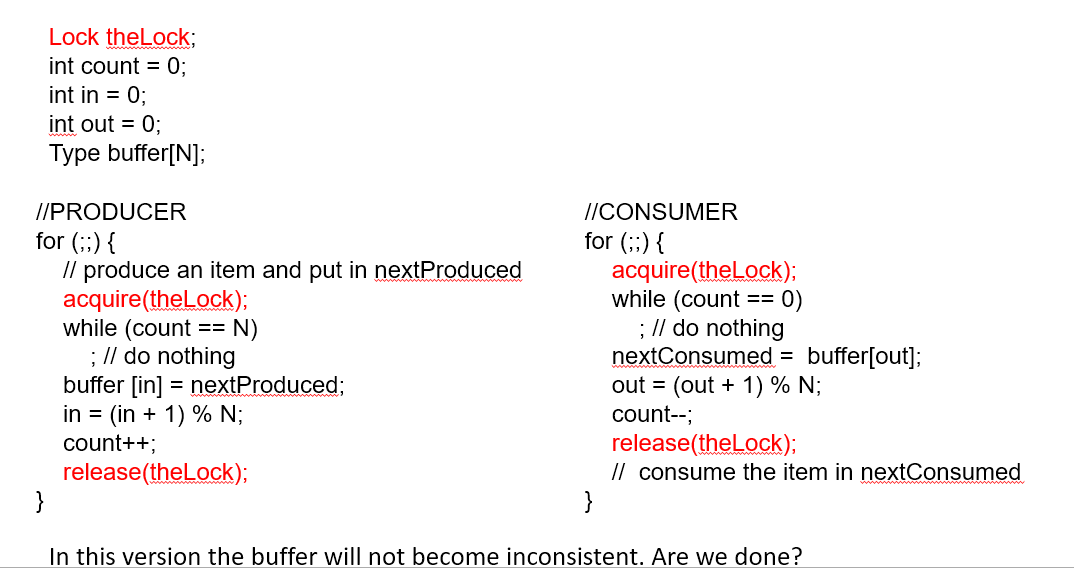 Lock theLock;
int count = 0;
int in = 0;
int out = 0;
Type buffer[N];
//PRODUCER
for (;;) {
// produce an item and put in nextProduced
acquire(theLock);
while (count == N)
; // do nothing
buffer [in] = nextProduced;
in = (in + 1) % N;
count++;
release(theLock);
}
//CONSUMER
for (;;) {
acquire(theLock);
while (count == 0)
; // do nothing
nextConsumed = buffer[out];
out = (out + 1) % N;
count--;
release(theLock);
// consume the item in nextConsumed
}
In this version the buffer will not become inconsistent. Are we done?